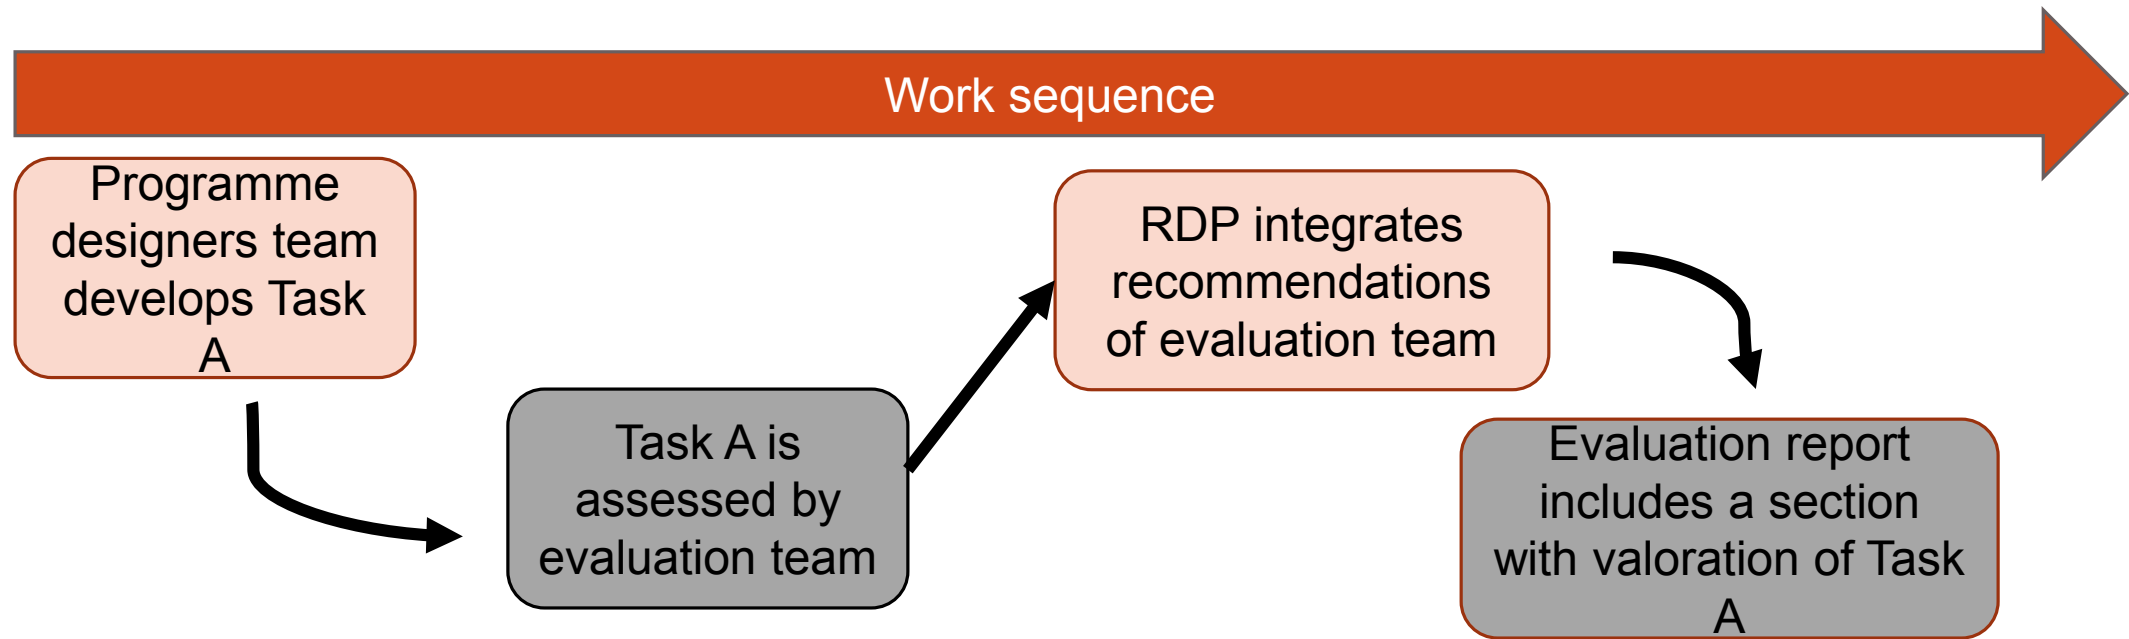 Work sequence
Programme
designers team
develops Task
A
Task A is
assessed by
evaluation team
RDP integrates
recommendations
of evaluation team
Evaluation report
includes a section
with valoration of Task
A